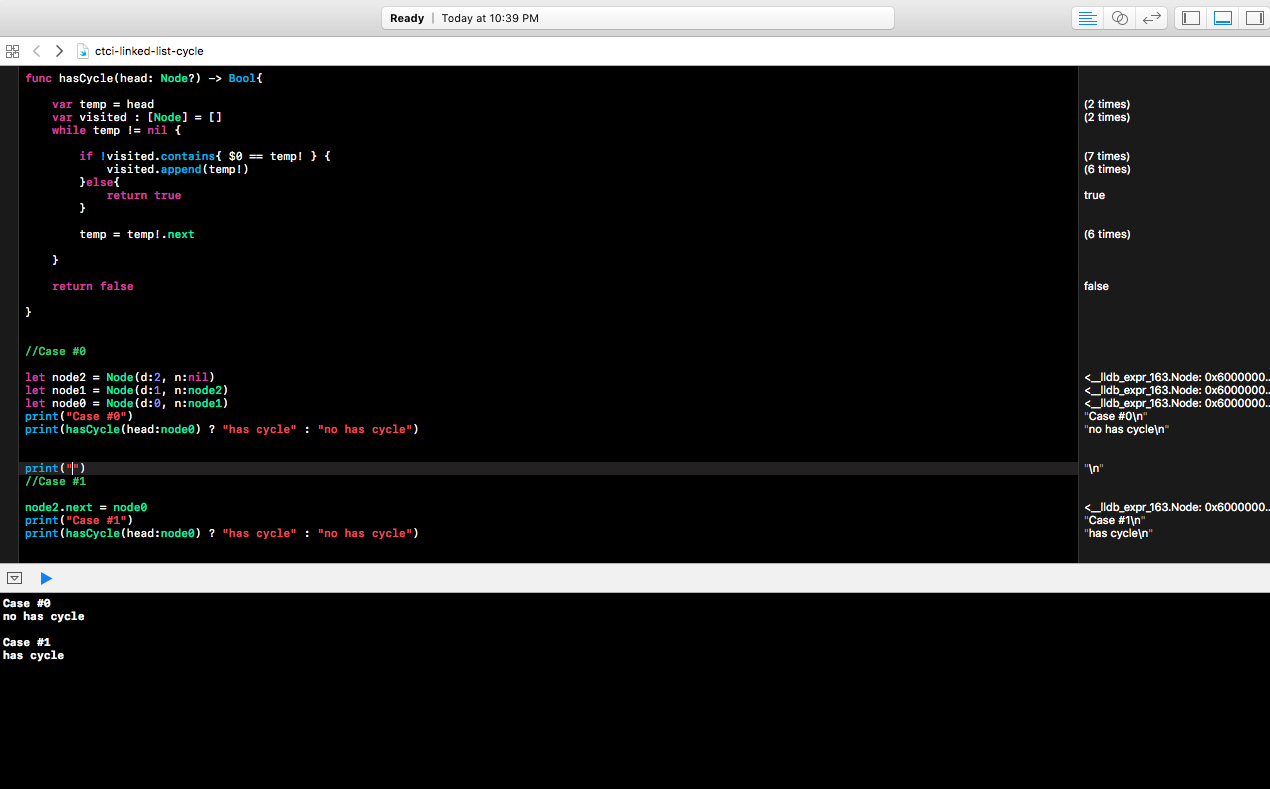 Ready | Today at 10:39 PM
ctci-linked-list-cycle
func hasCycle(head: Node?) -> Bool{
var temp = head
(2 times)
var visited : [Node] = []
(2 times)
while temp != nil {
if !visited.contains{ $0 == temp! } {
(7 times)
visited.append(temp!)
(6 times)
}else{
return true
true
}
temp = temp!.next
(6 times)
}
return false
false
}
//Case #0
let node2 = Node(d:2, n:nil)
<__lldb_expr_163.Node: 0x6000000..
let node1 = Node(d:1, n:node2)
<__lldb_expr_163.Node: 0x6000000..
let node0 = Node(d:0, n:node1)
<__lldb_expr_163.Node: 0x6000000..
print("Case #0")
"Case #0\n"
print(hasCycle(head:node0) ? "has cycle" : "no has cycle")
"no has cycle\n"
print("")
"\n"
//Case #1
node2.next = node0
<__lldb_expr_163.Node: 0x6000000..
print("Case #1")
"Case #1\n"
print(hasCycle(head:node0) ? "has cycle" : "no has cycle")
"has cycle\n"
Case #0
no has cycle
Case #1
has cycle